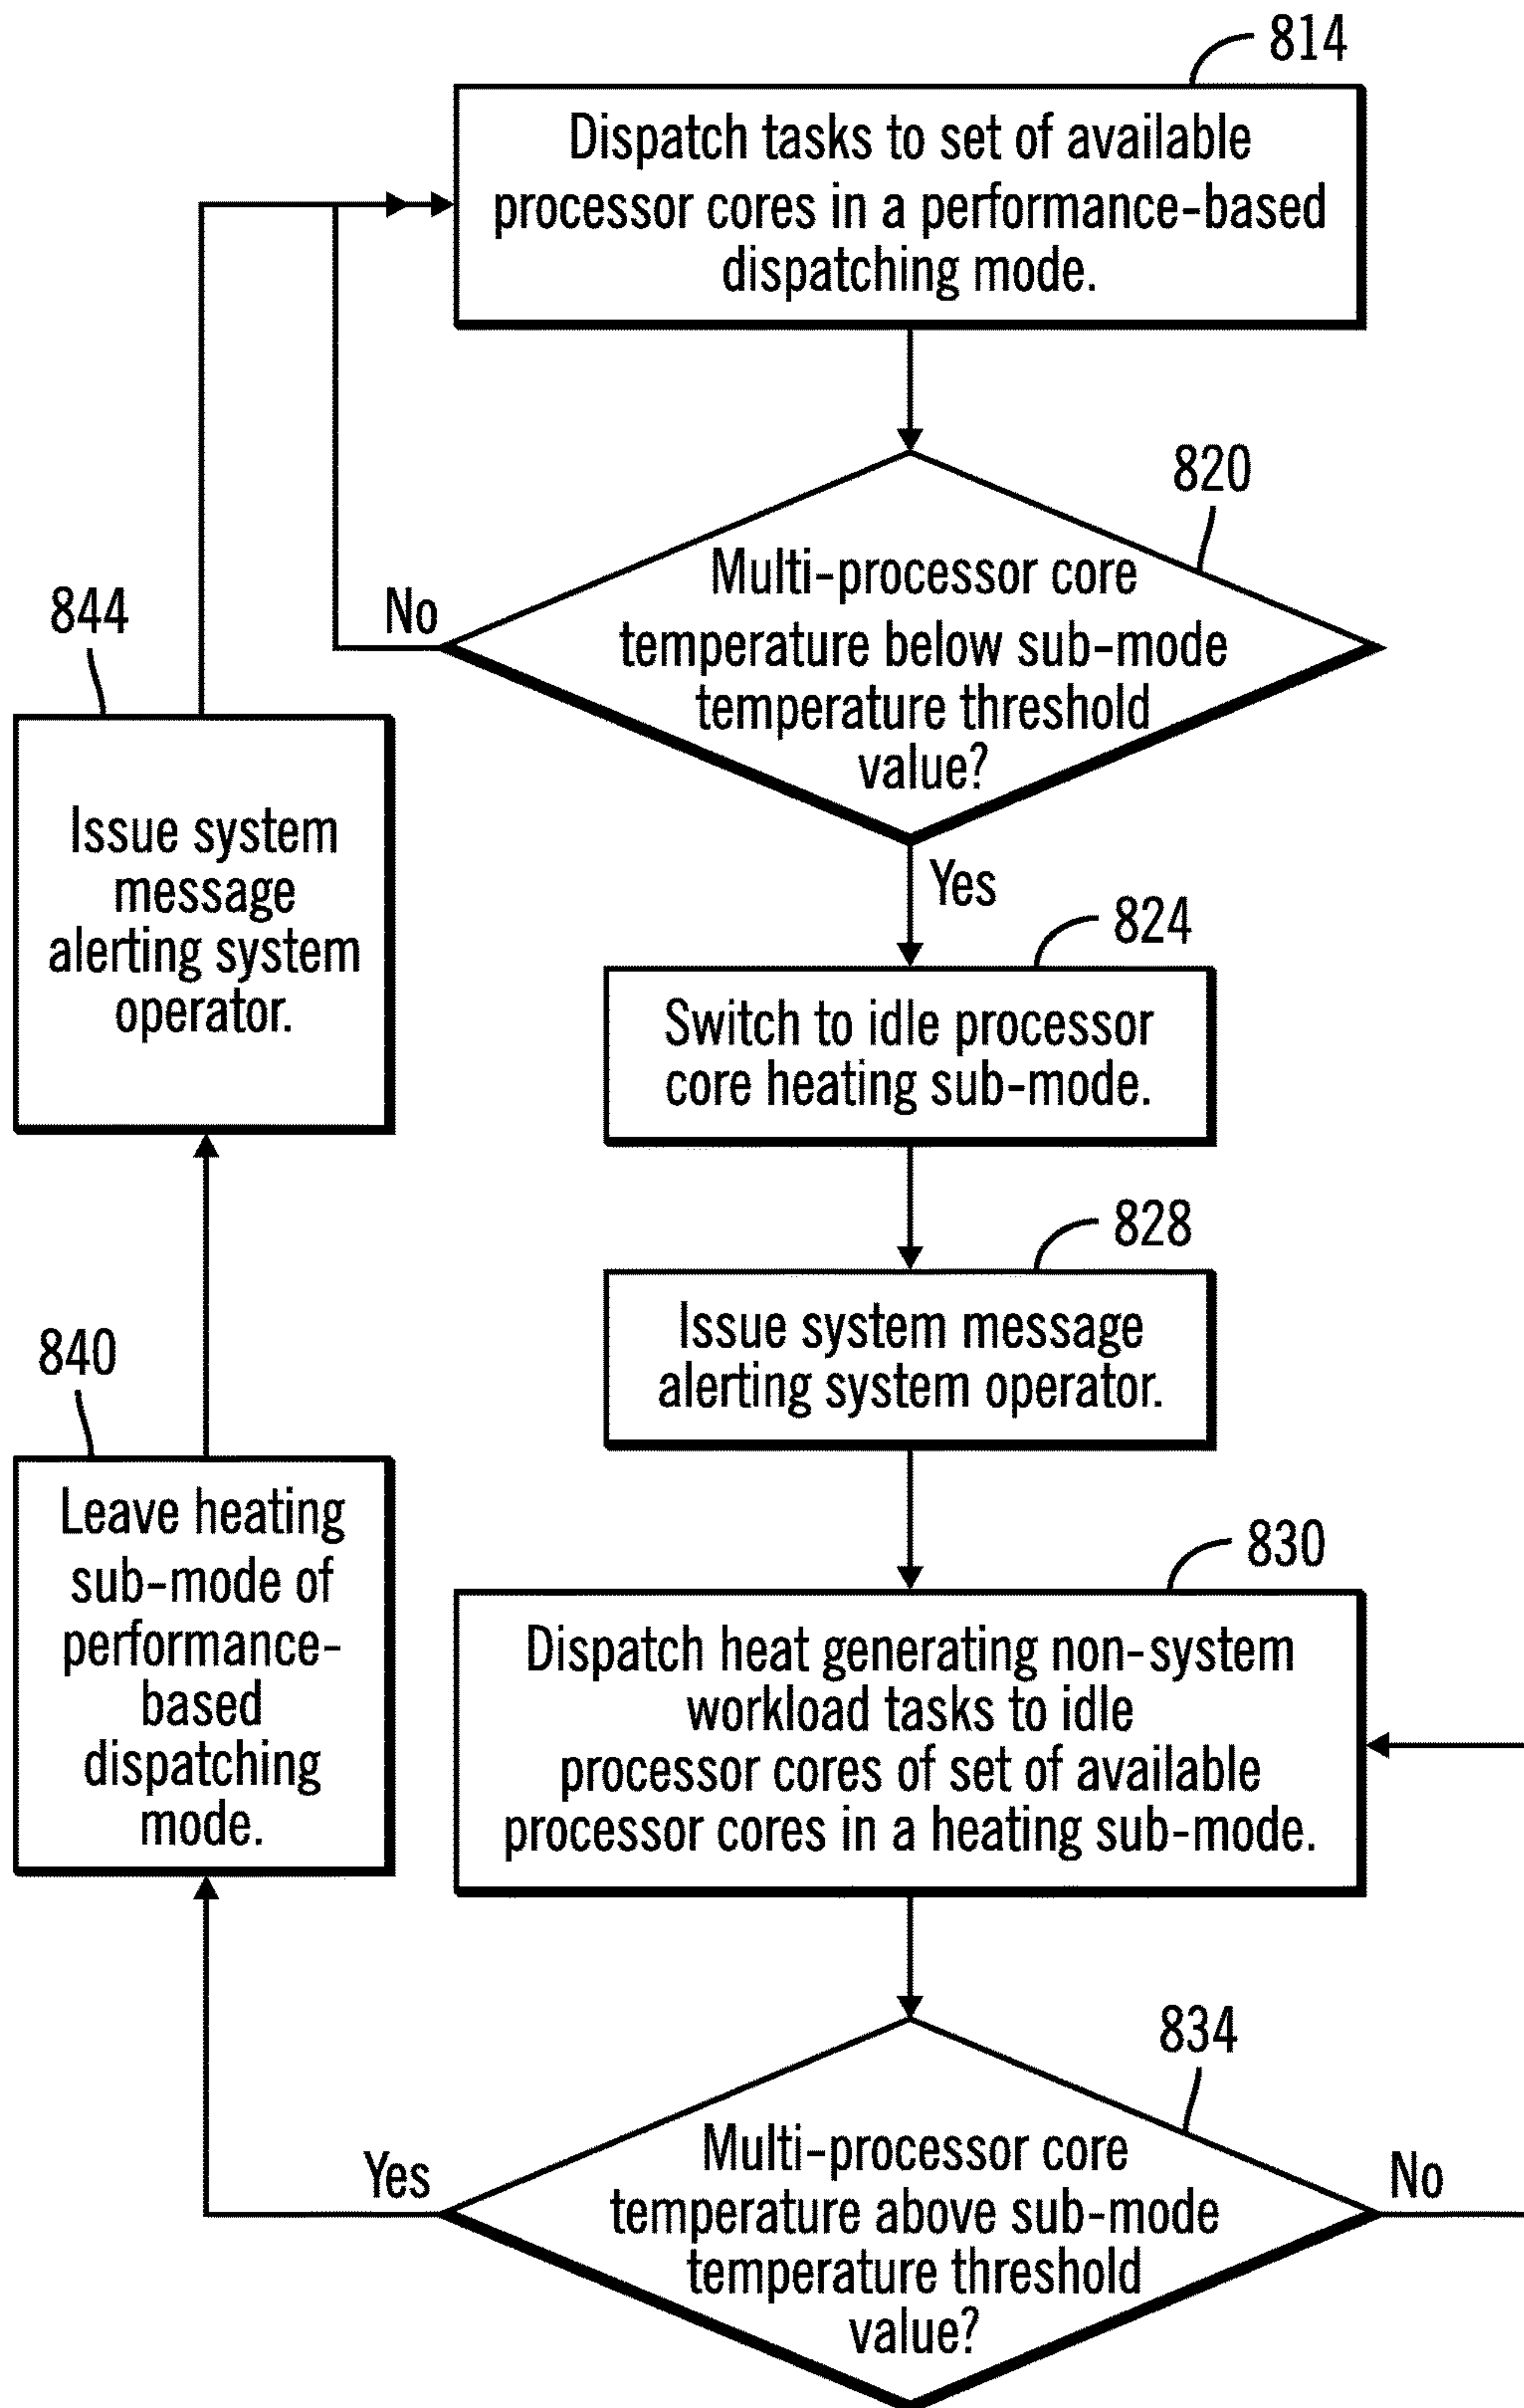 814
Dispatch tasks to set of available
processor cores in a performance-based
dispatching mode.
820
Multi-processor core
temperature below sub-mode
temperature threshold
value?
No
Yes
844
Issue system
message
alerting system
operator.
824
Switch to idle processor
core heating sub-mode.
828
Issue system message
alerting system operator.
840
Leave heating
sub-mode of
performance-
based
dispatching
mode.
830
Dispatch heat generating non-system
workload tasks to idle
processor cores of set of available
processor cores in a heating sub-mode.
834
Multi-processor core
temperature above sub-mode
temperature threshold
value?
Yes
No